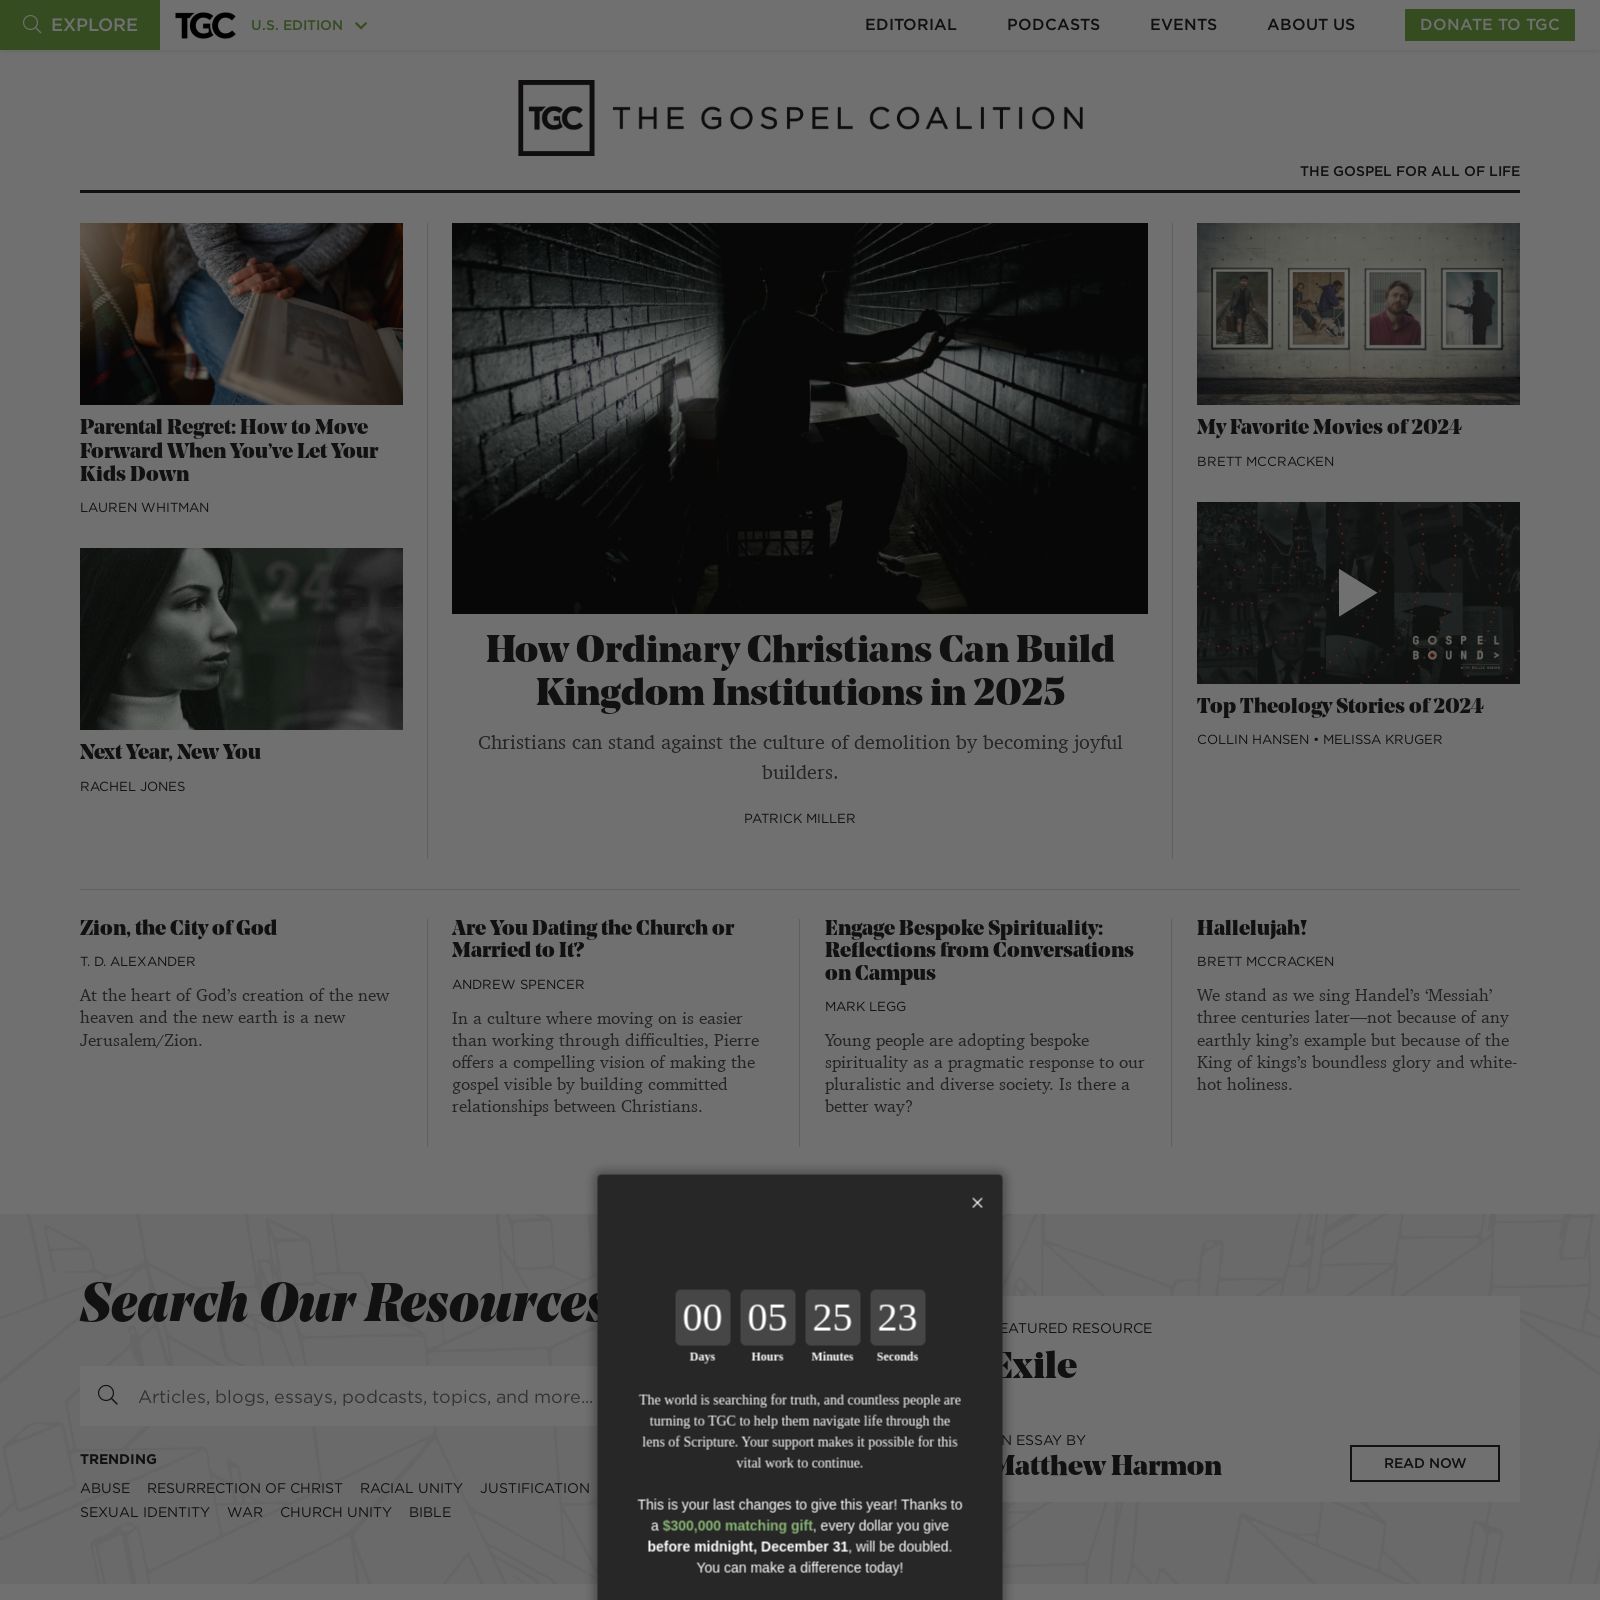 EXPLORE
TGC
U.S. EDITION
EDITORIAL
PODCASTS
EVENTS
ABOUT US
DONATE TO TGC
TGC
THE GOSPEL COALITION
THE GOSPEL FOR ALL OF LIFE
Parental Regret: How to Move
Forward When You’ve Let Your
Kids Down
LAUREN WHITMAN
24
Next Year, New You
RACHEL JONES
How Ordinary Christians Can Build
Kingdom Institutions in 2025
Christians can stand against the culture of demolition by becoming joyful
builders.
PATRICK MILLER
My Favorite Movies of 2024
BRETT MCCRACKEN
GOSPEL
BOUND>
Top Theology Stories of 2024
COLLIN HANSEN • MELISSA KRUGER
Zion, the City of God
T. D. ALEXANDER
At the heart of God’s creation of the new
heaven and the new earth is a new
Jerusalem/Zion.
Are You Dating the Church or
Married to It?
ANDREW SPENCER
In a culture where moving on is easier
than working through difficulties, Pierre
offers a compelling vision of making the
gospel visible by building committed
relationships between Christians.
Engage Bespoke Spirituality:
Reflections from Conversations
on Campus
MARK LEGG
Young people are adopting bespoke
spirituality as a pragmatic response to our
pluralistic and diverse society. Is there a
better way?
Hallelujah!
BRETT MCCRACKEN
We stand as we sing Handel’s ‘Messiah’
three centuries later—not because of any
earthly king’s example but because of the
King of kings’s boundless glory and white-
hot holiness.
Search Our Resources
Articles, blogs, essays, podcasts, topics, and more...
TRENDING
ABUSE RESURRECTION OF CHRIST RACIAL UNITY JUSTIFICATION
SEXUAL IDENTITY WAR CHURCH UNITY BIBLE
×
00 05 25 23
Days Hours Minutes Seconds
The world is searching for truth, and countless people are
turning to TGC to help them navigate life through the
lens of Scripture. Your support makes it possible for this
vital work to continue.
This is your last changes to give this year! Thanks to
a $300,000 matching gift, every dollar you give
before midnight, December 31, will be doubled.
You can make a difference today!
EATURED RESOURCE
Exile
N ESSAY BY
Matthew Harmon
READ NOW